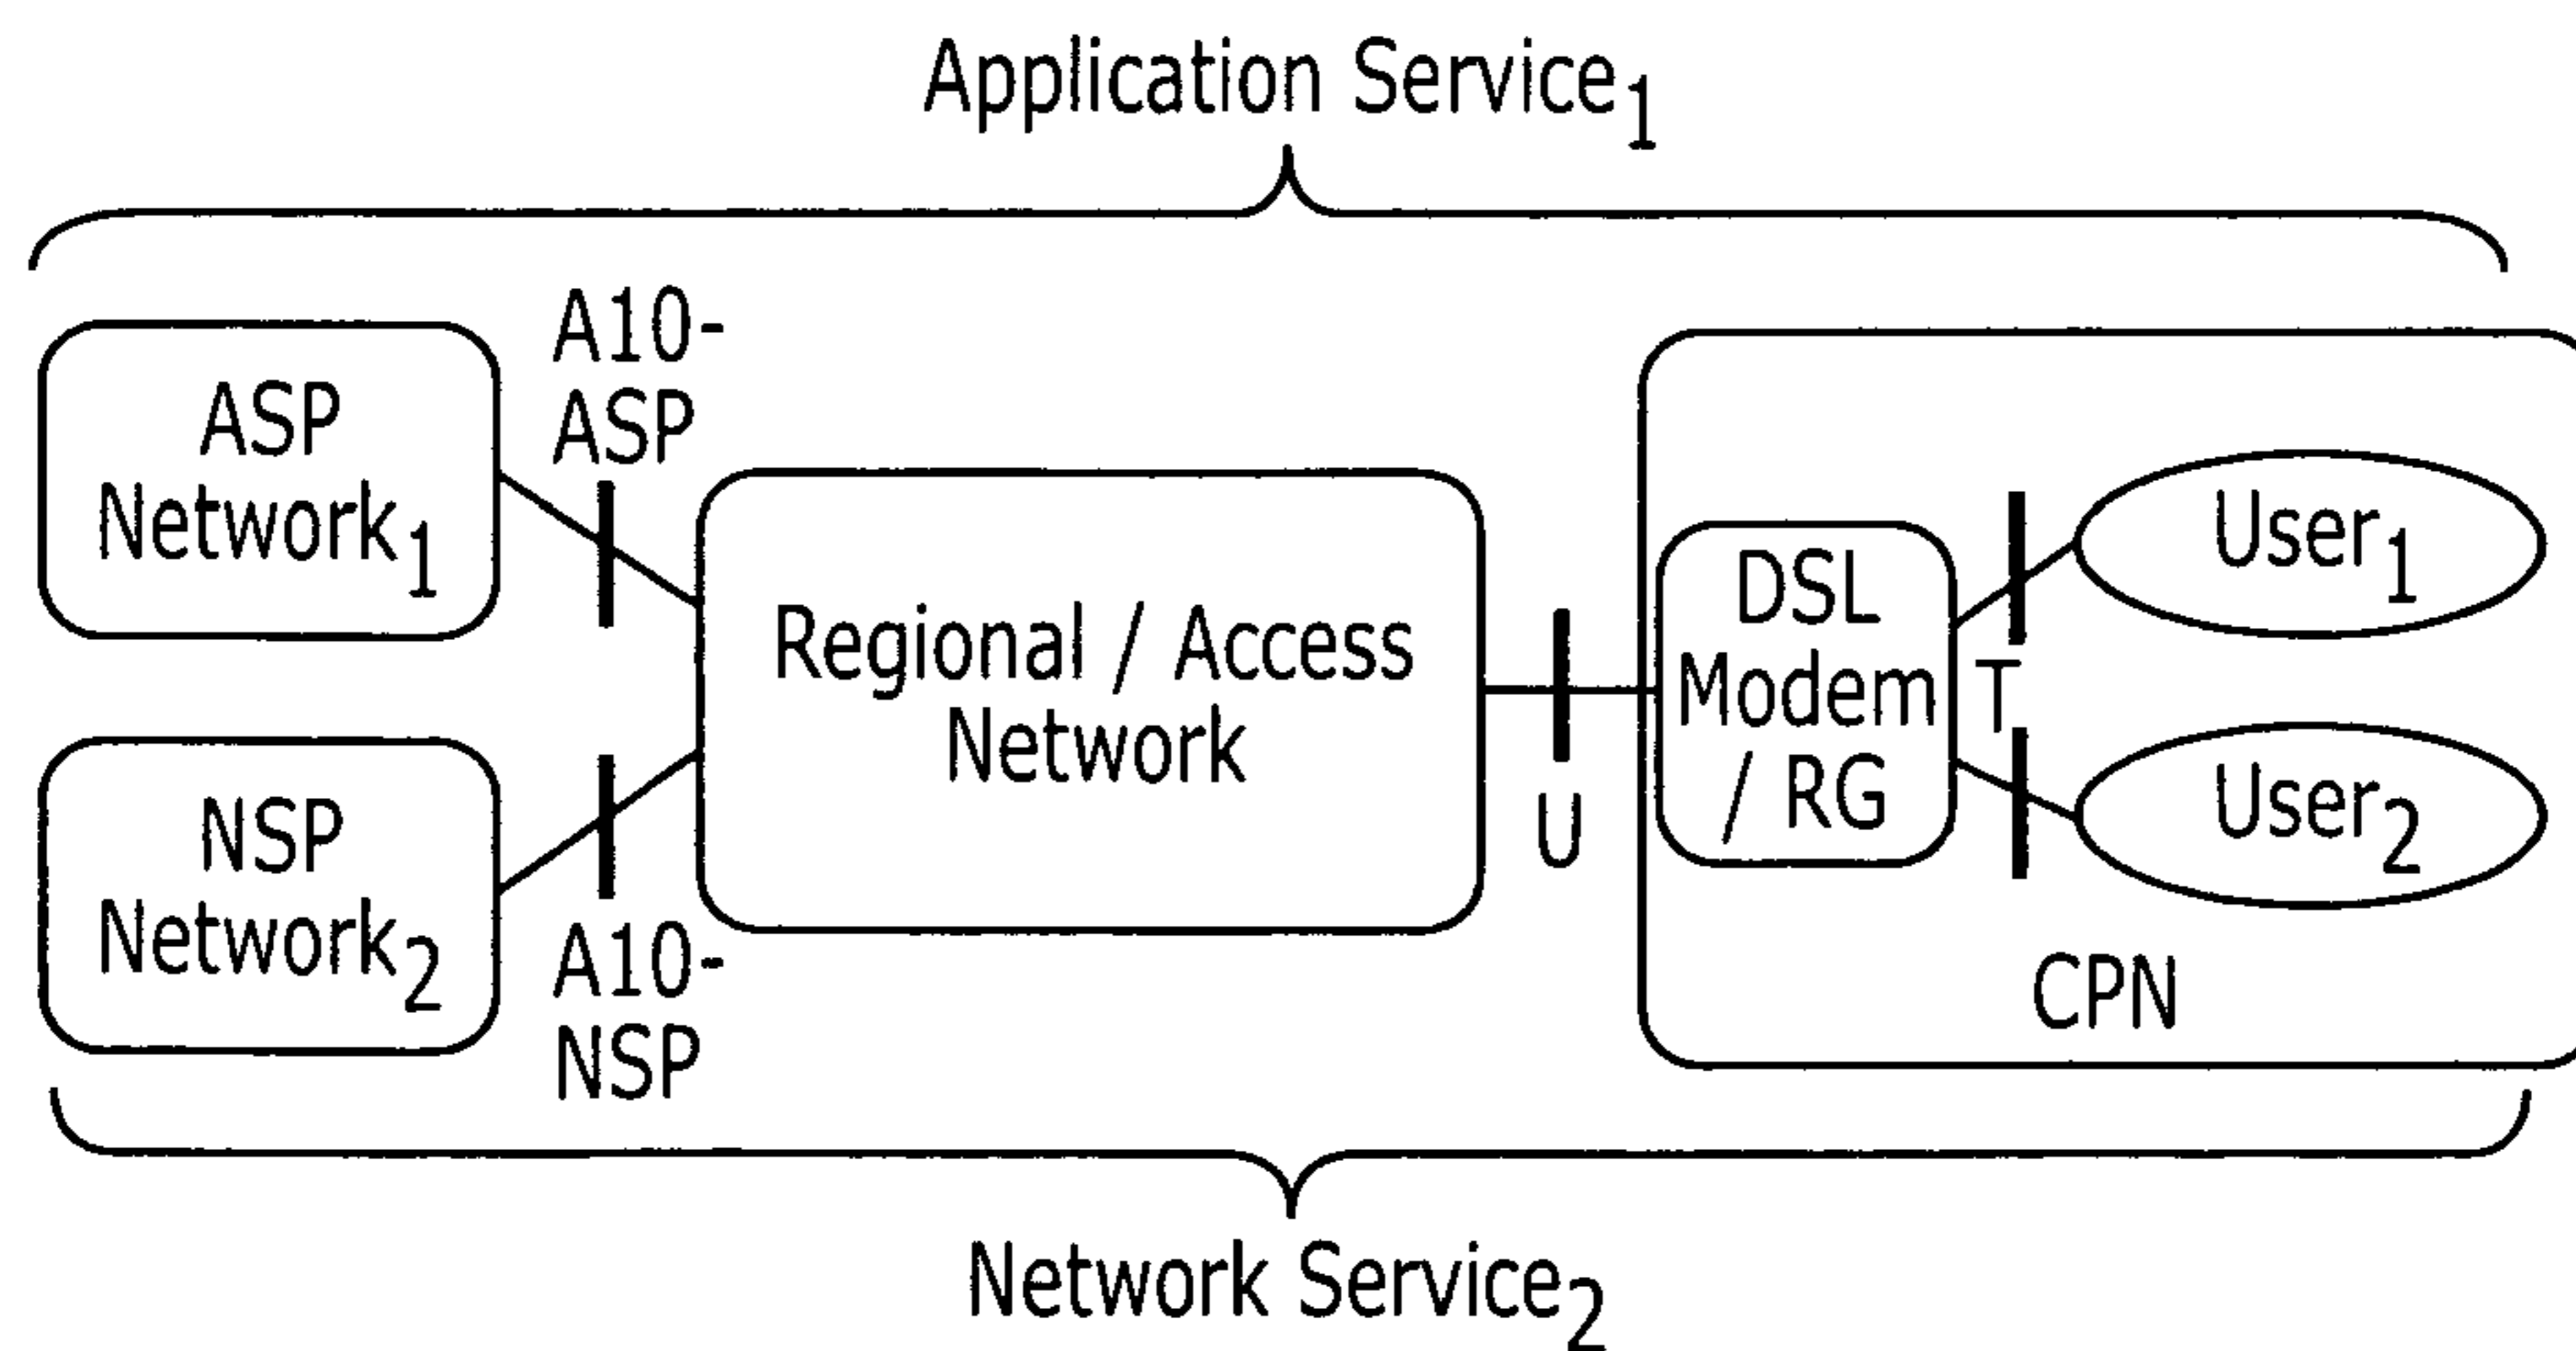 Application Service₁
A10-
ASP
ASP
Network₁
Regional / Access
Network
DSL
Modem
/ RG
User₁
T
User₂
U
NSP
Network₂
A10-
NSP
CPN
Network Service₂